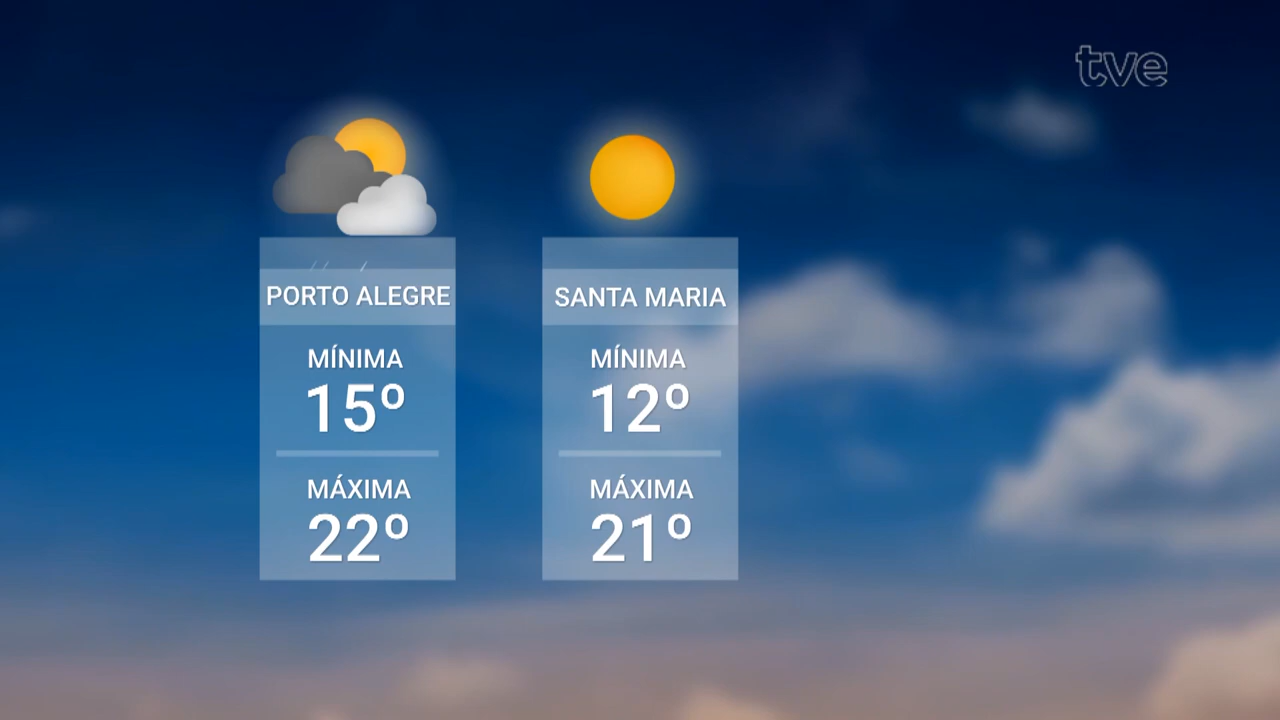 tve
PORTO ALEGRE
MÍNIMA
15º
MÁXIMA
22º
SANTA MARIA
MÍNIMA
12º
MÁXIMA
21º